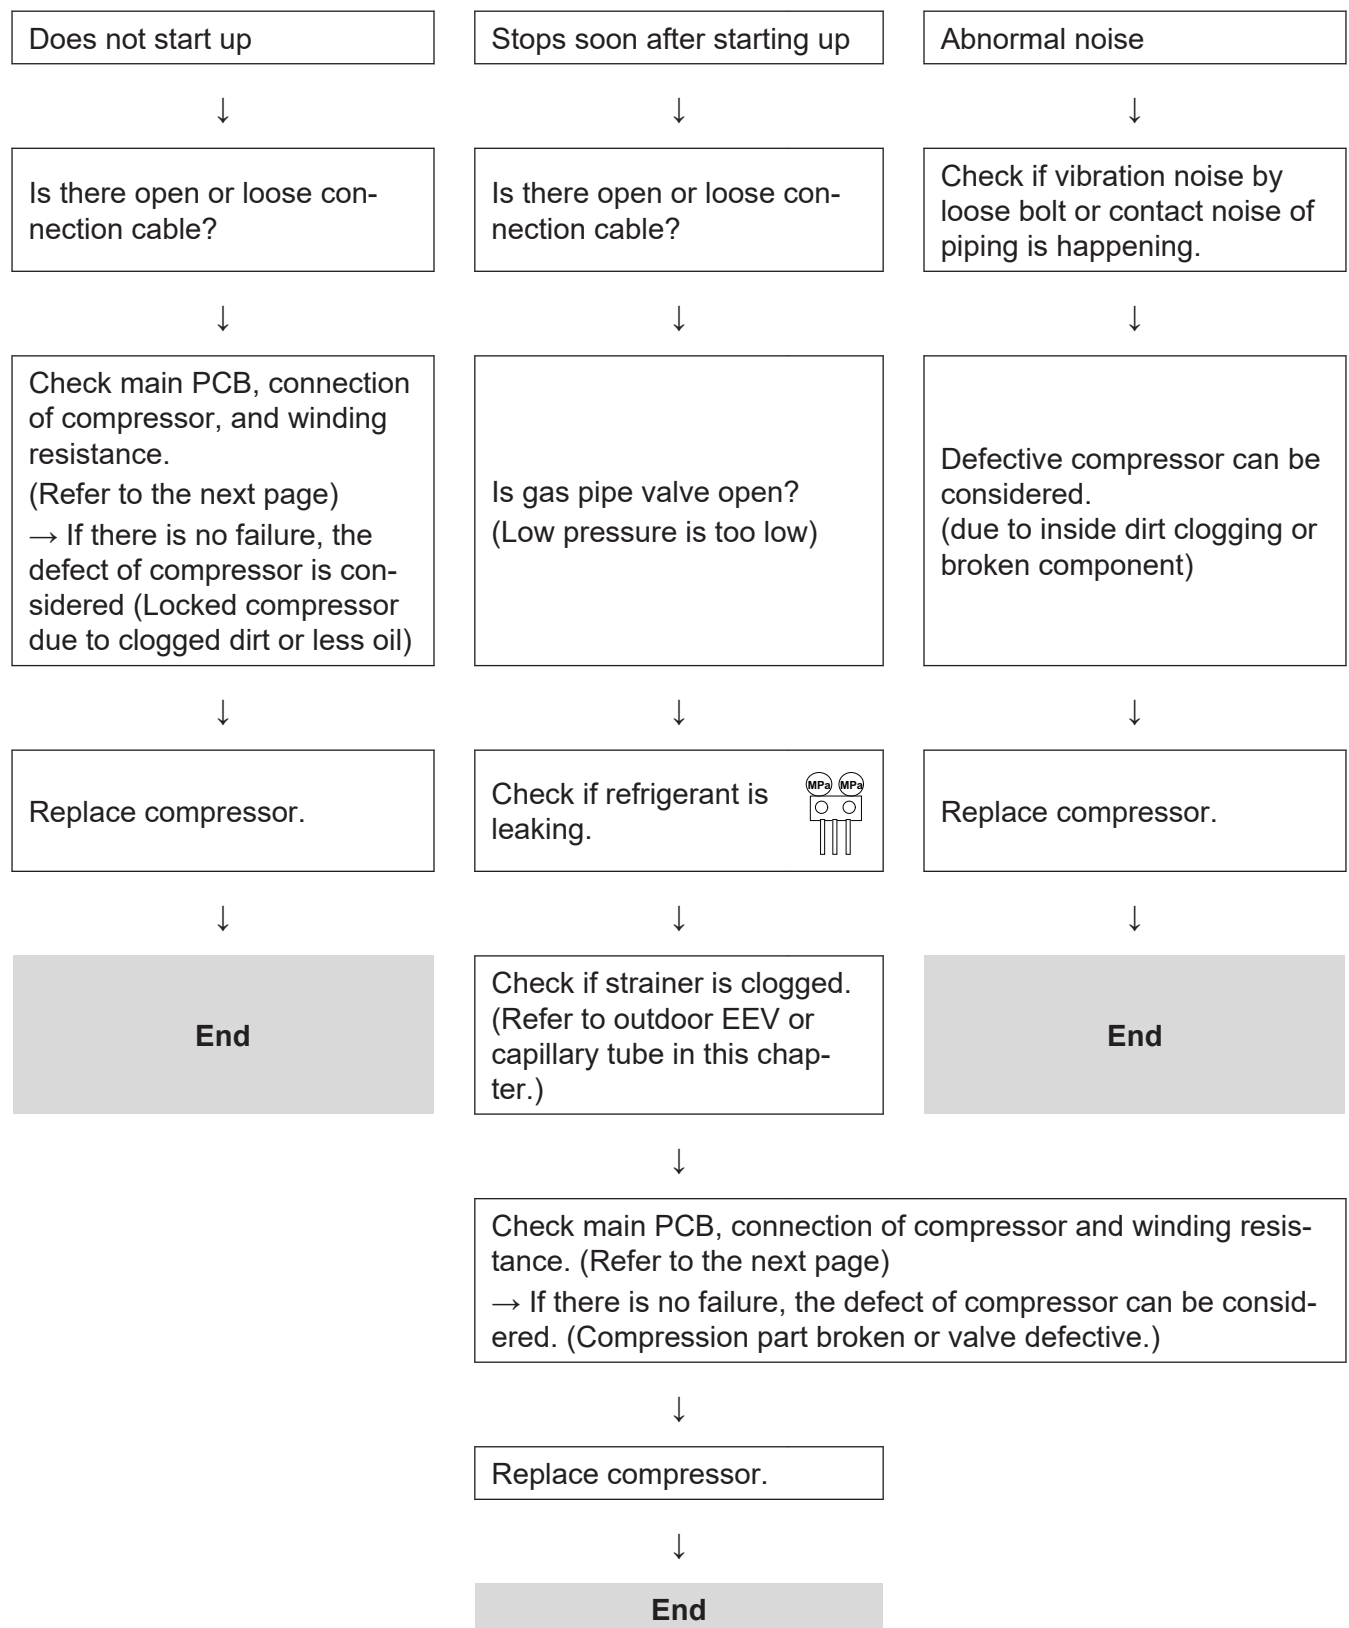 Does not start up
↓
Is there open or loose con-
nection cable?
↓
Check main PCB, connection
of compressor, and winding
resistance.
(Refer to the next page)
→ If there is no failure, the
defect of compressor is con-
sidered (Locked compressor
due to clogged dirt or less oil)
↓
Replace compressor.
↓
End
Stops soon after starting up
↓
Is there open or loose con-
nection cable?
↓
Is gas pipe valve open?
(Low pressure is too low)
↓
Check if refrigerant is
leaking.
MPa MPa
↓
Check if strainer is clogged.
(Refer to outdoor EEV or
capillary tube in this chap-
ter.)
↓
Check main PCB, connection of compressor and winding resis-
tance. (Refer to the next page)
→ If there is no failure, the defect of compressor can be consid-
ered. (Compression part broken or valve defective.)
↓
Replace compressor.
↓
End
Abnormal noise
↓
Check if vibration noise by
loose bolt or contact noise of
piping is happening.
↓
Defective compressor can be
considered.
(due to inside dirt clogging or
broken component)
↓
Replace compressor.
↓
End